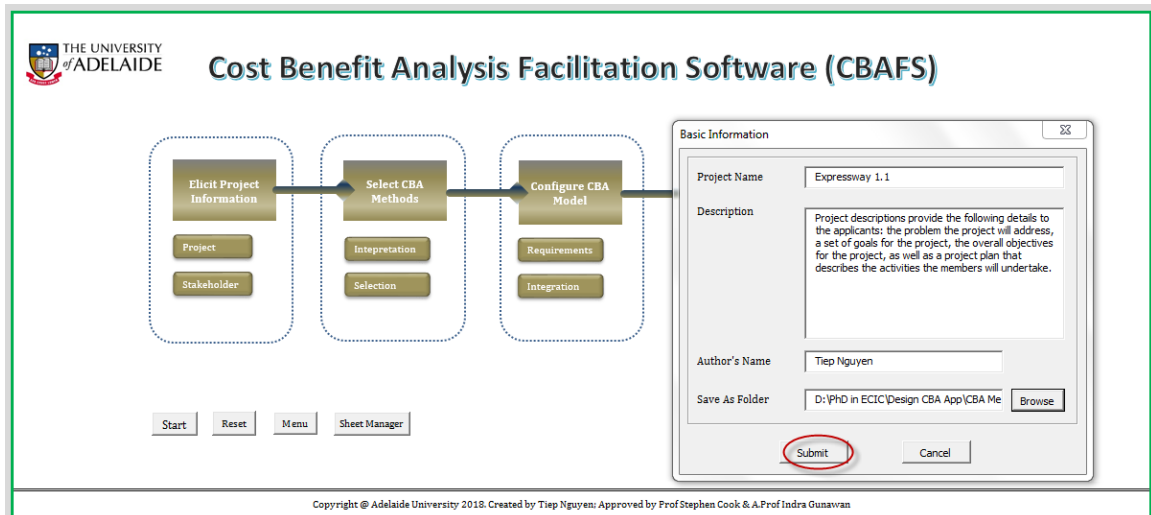 THE UNIVERSITY
of ADELAIDE
Cost Benefit Analysis Facilitation Software (CBAFS)
Elicit Project
Information
Project
Stakeholder
Select CBA
Methods
Intepretation
Selection
Configure CBA
Model
Requirements
Integration
Basic Information
Project Name
Expressway 1.1
Description
Project descriptions provide the following details to
the applicants: the problem the project will address,
a set of goals for the project, the overall objectives
for the project, as well as a project plan that
describes the activities the members will undertake.
Author's Name
Tiep Nguyen
Save As Folder
D:\PhD in ECIC\Design CBA App\CBA Me
Browse
Submit
Cancel
Start
Reset
Menu
Sheet Manager
Copyright @ Adelaide University 2018. Created by Tiep Nguyen; Approved by Prof Stephen Cook & A.Prof Indra Gunawan